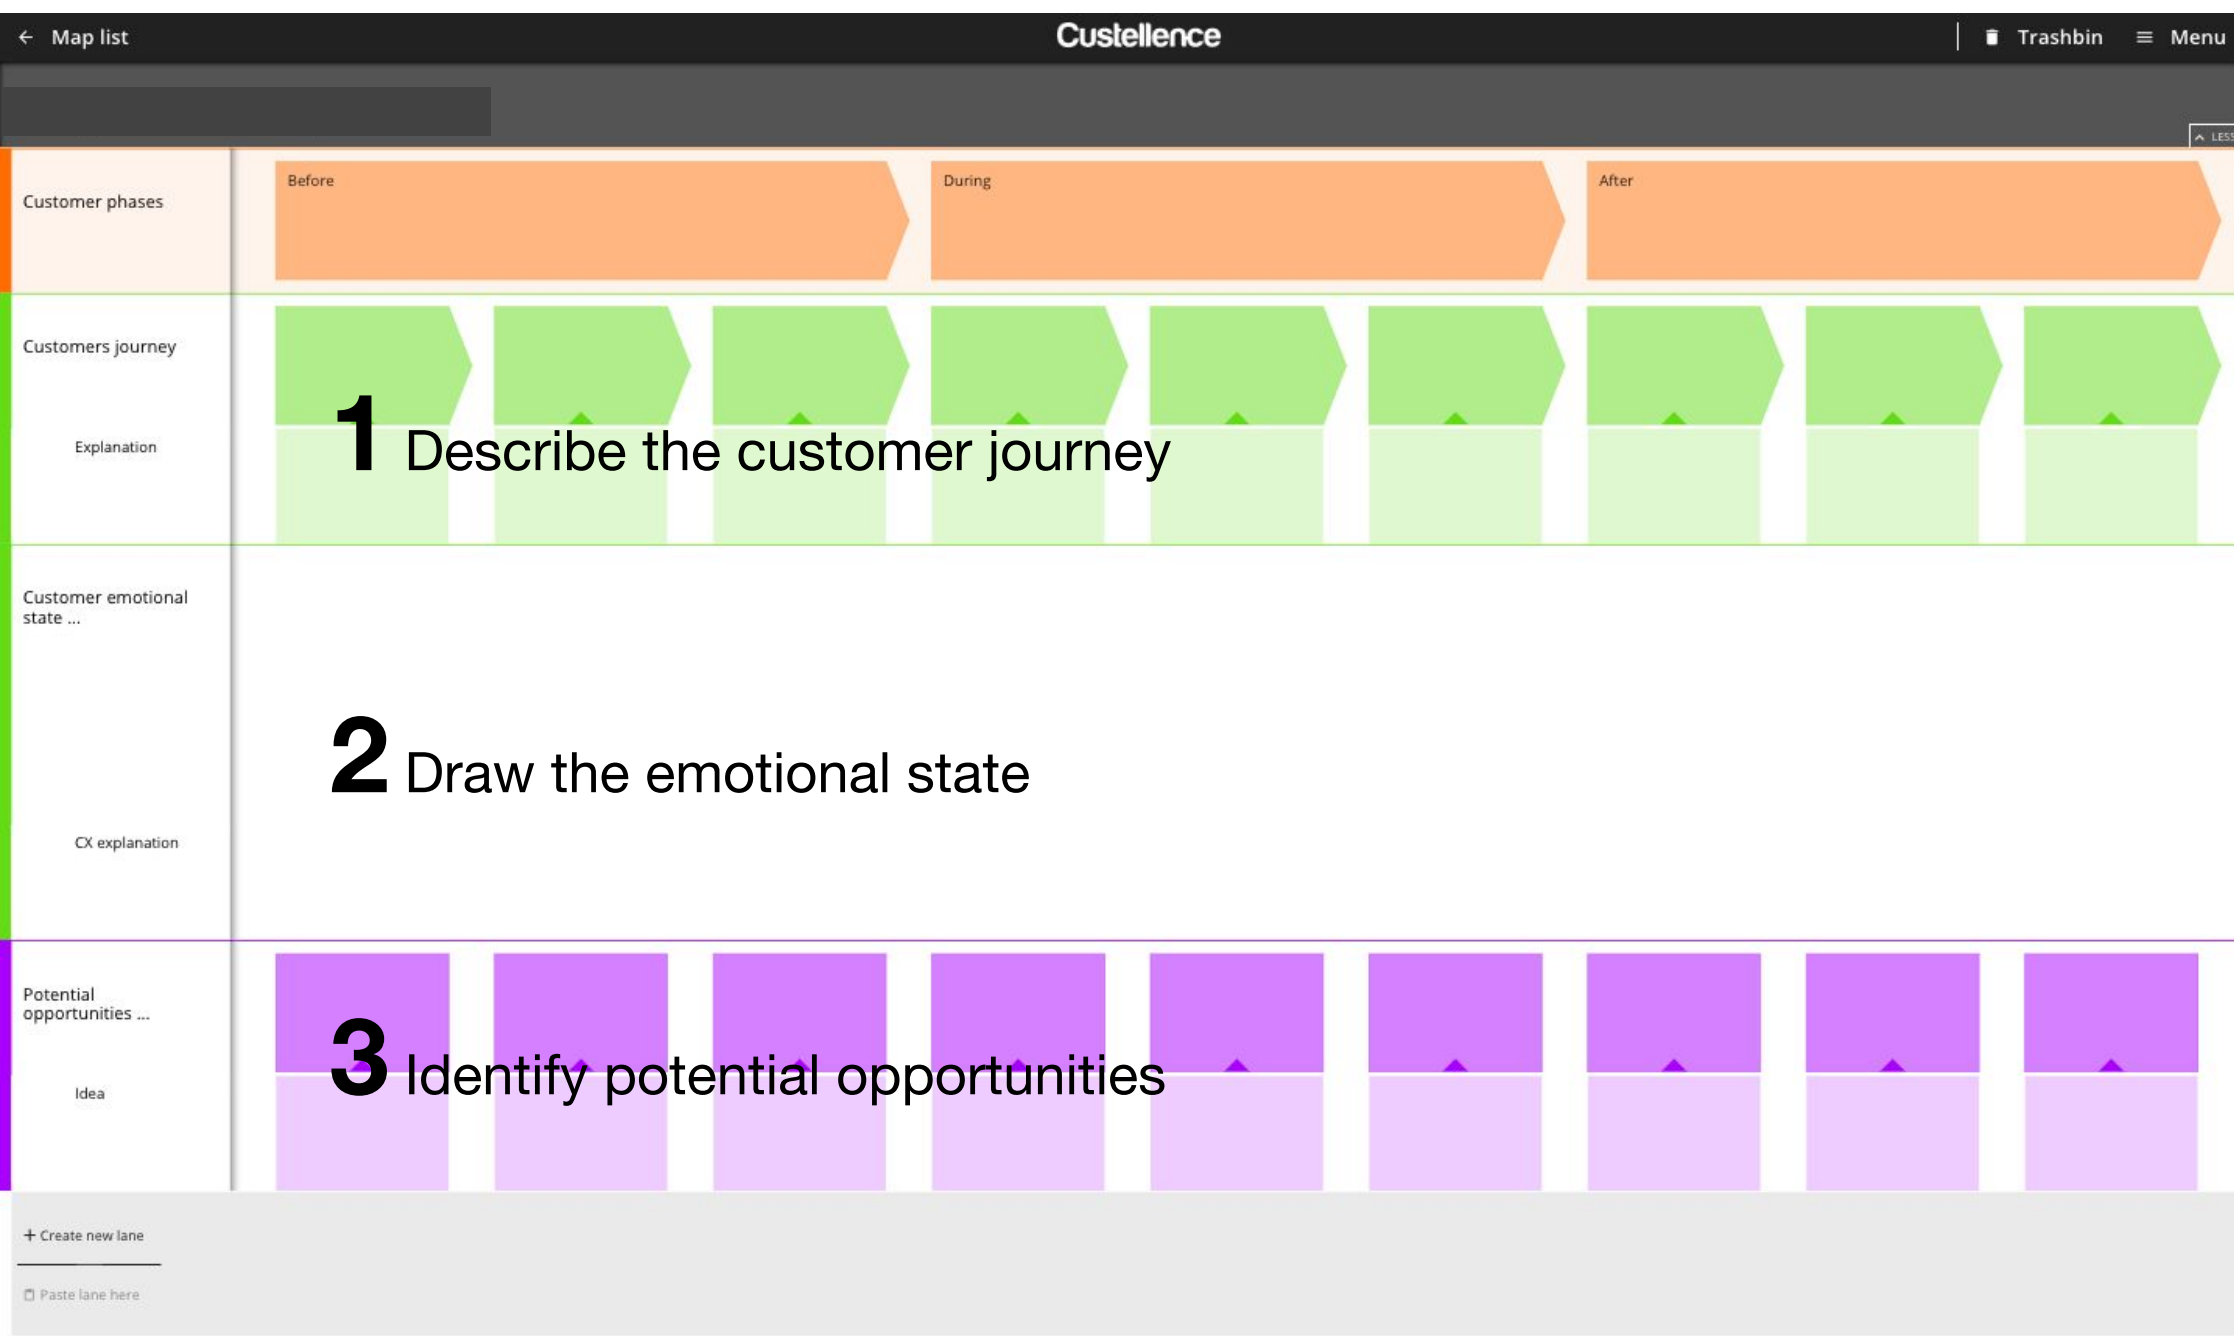 ← Map list
Custellence
Trashbin
Menu
LESS
Customer phases
Before
During
After
Customers journey
Explanation
1 Describe the customer journey
Customer emotional
state ...
2 Draw the emotional state
CX explanation
Potential
opportunities ...
3 Identify potential opportunities
Idea
+ Create new lane
Paste lane here